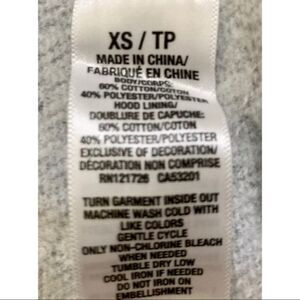 XS / TP
MADE IN CHINA/
FABRIQUÉ EN CHINE
BODY/CORPS:
60% COTTON/COTON
40% POLYESTER/POLYESTER
HOOD LINING/
DOUBLURE DE CAPUCHE:
60% COTTON/COTON
40% POLYESTER/POLYESTER
EXCLUSIVE OF DECORATION/
DÉCORATION NON COMPRISE
RN121726 CA53201
TURN GARMENT INSIDE OUT
MACHINE WASH COLD WITH
LIKE COLORS
GENTLE CYCLE
ONLY NON-CHLORINE BLEACH
WHEN NEEDED
TUMBLE DRY LOW
COOL IRON IF NEEDED
DO NOT IRON ON
EMBELLISHMENT